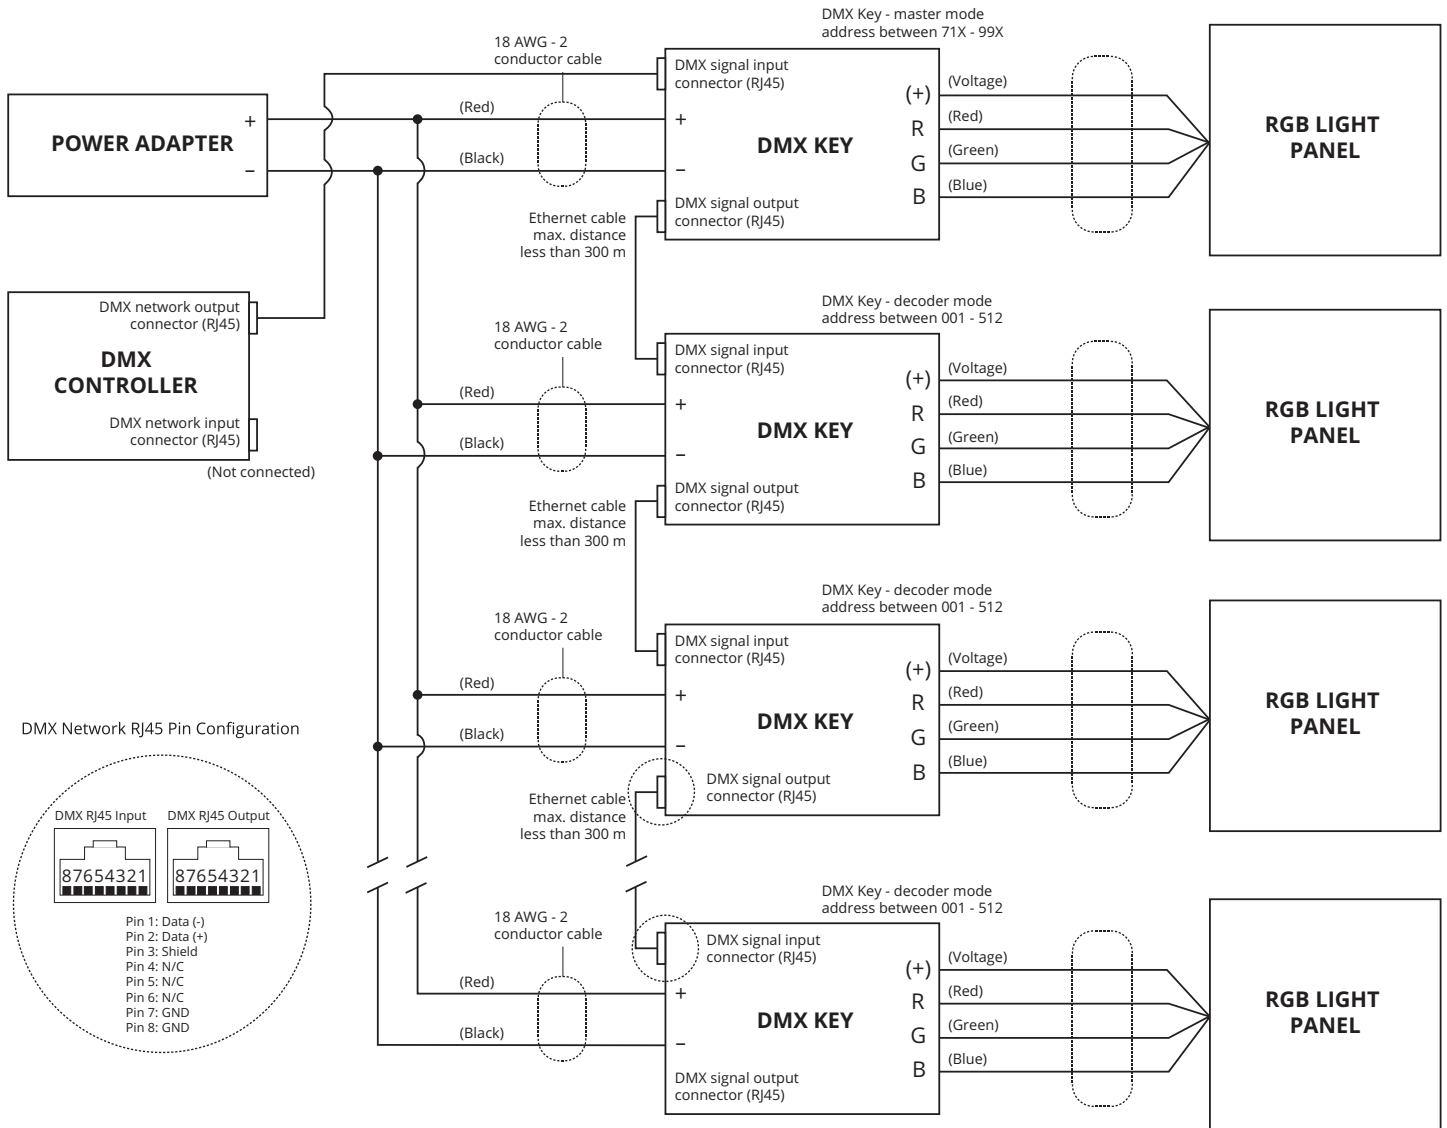 DMX Key - master mode
address between 71X - 99X
18 AWG - 2
conductor cable
DMX signal input
connector (RJ45)
POWER ADAPTER
+
−
(Red)
(Black)
+
−
DMX KEY
(+)
R
G
B
(Voltage)
(Red)
(Green)
(Blue)
RGB LIGHT
PANEL
DMX signal output
connector (RJ45)
Ethernet cable
max. distance
less than 300 m
DMX network output
connector (RJ45)
DMX
CONTROLLER
DMX network input
connector (RJ45)
(Not connected)
DMX Key - decoder mode
address between 001 - 512
18 AWG - 2
conductor cable
DMX signal input
connector (RJ45)
(Red)
(Black)
+
−
DMX KEY
(+)
R
G
B
(Voltage)
(Red)
(Green)
(Blue)
RGB LIGHT
PANEL
DMX signal output
connector (RJ45)
Ethernet cable
max. distance
less than 300 m
DMX Key - decoder mode
address between 001 - 512
18 AWG - 2
conductor cable
DMX signal input
connector (RJ45)
(Red)
(Black)
+
−
DMX KEY
(+)
R
G
B
(Voltage)
(Red)
(Green)
(Blue)
RGB LIGHT
PANEL
DMX signal output
connector (RJ45)
Ethernet cable
max. distance
less than 300 m
DMX Network RJ45 Pin Configuration
DMX RJ45 Input
DMX RJ45 Output
87654321
87654321
Pin 1: Data (-)
Pin 2: Data (+)
Pin 3: Shield
Pin 4: N/C
Pin 5: N/C
Pin 6: N/C
Pin 7: GND
Pin 8: GND
DMX Key - decoder mode
address between 001 - 512
18 AWG - 2
conductor cable
DMX signal input
connector (RJ45)
(Red)
(Black)
+
−
DMX KEY
(+)
R
G
B
(Voltage)
(Red)
(Green)
(Blue)
RGB LIGHT
PANEL
DMX signal output
connector (RJ45)